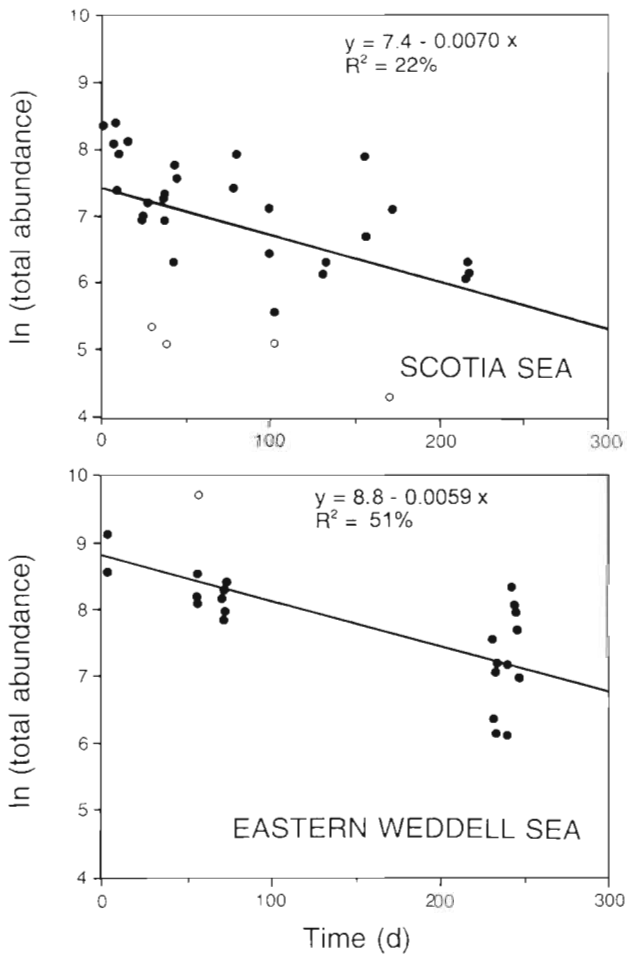 10
9
8
7
6
5
4
ln (total abundance)
y = 7.4 - 0.0070 x
R² = 22%
SCOTIA SEA
0
100
200
300
10
9
8
7
6
5
4
ln (total abundance)
y = 8.8 - 0.0059 x
R² = 51%
EASTERN WEDDELL SEA
0
100
200
300
Time (d)